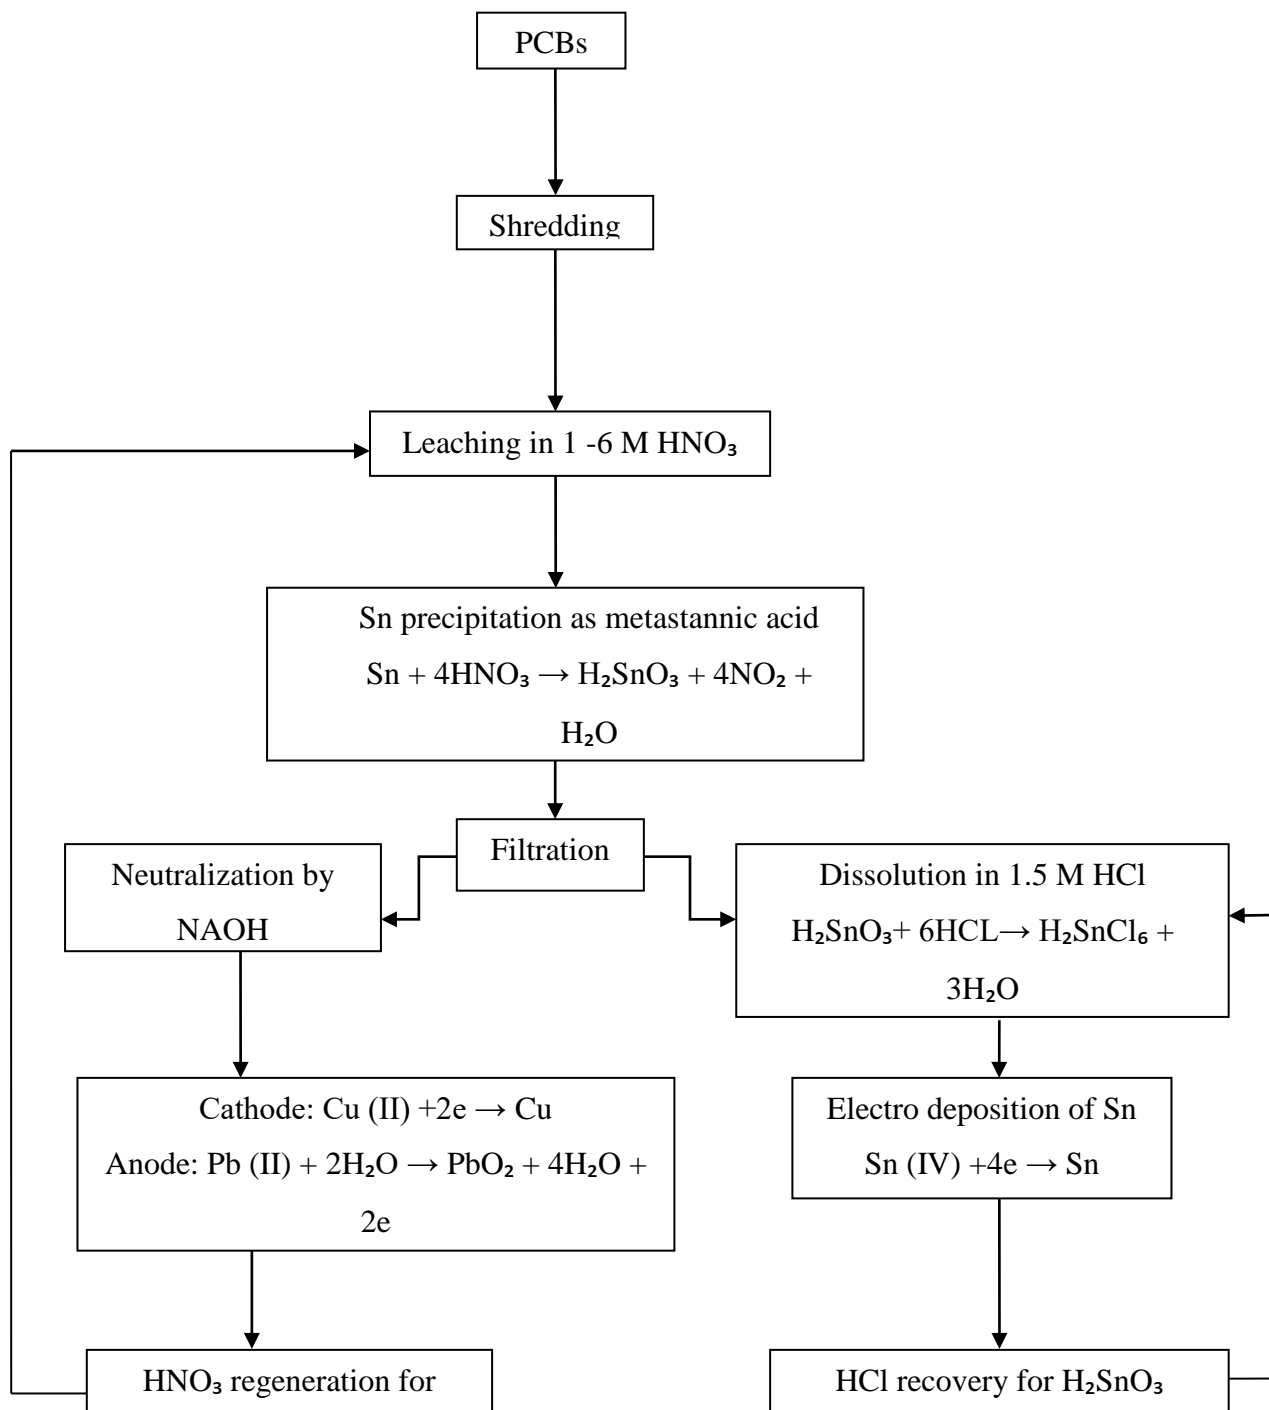 PCBs
Shredding
Leaching in 1 -6 M HNO₃
Sn precipitation as metastannic acid
Sn + 4HNO₃ → H₂SnO₃ + 4NO₂ +
H₂O
Filtration
Neutralization by
NAOH
Cathode: Cu (II) +2e → Cu
Anode: Pb (II) + 2H₂O → PbO₂ + 4H₂O +
2e
HNO₃ regeneration for
Dissolution in 1.5 M HCl
H₂SnO₃+ 6HCL→ H₂SnCl₆ +
3H₂O
Electro deposition of Sn
Sn (IV) +4e → Sn
HCl recovery for H₂SnO₃